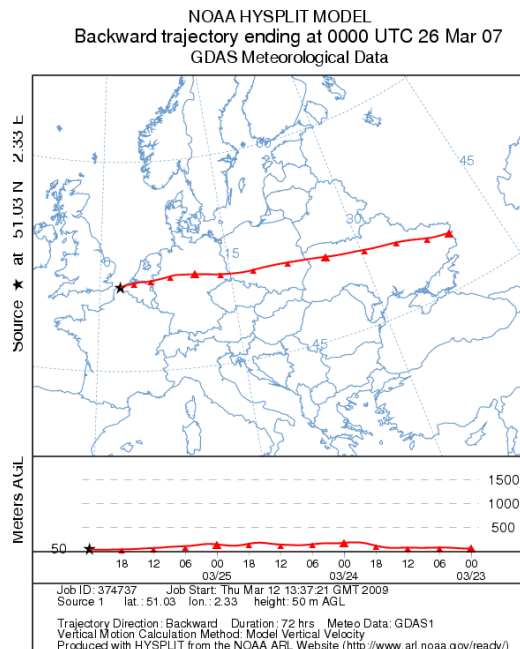 NOAA HYSPLIT MODEL
Backward trajectory ending at 0000 UTC 26 Mar 07
GDAS Meteorological Data
Source ★ at 51.03 N 2.33 E
45
60
30
15
0
45
Meters AGL
1500
1000
500
50
18 12 06 00 18 12 06 00 18 12 06 00
03/25 03/24 03/23
Job ID: 374737 Job Start: Thu Mar 12 13:37:21 GMT 2009
Source 1 lat.: 51.03 lon.: 2.33 height: 50 m AGL
Trajectory Direction: Backward Duration: 72 hrs Meteo Data: GDAS1
Vertical Motion Calculation Method: Model Vertical Velocity
Produced with HYSPLIT from the NOAA ARL Website (http://www.arl.noaa.gov/ready/)